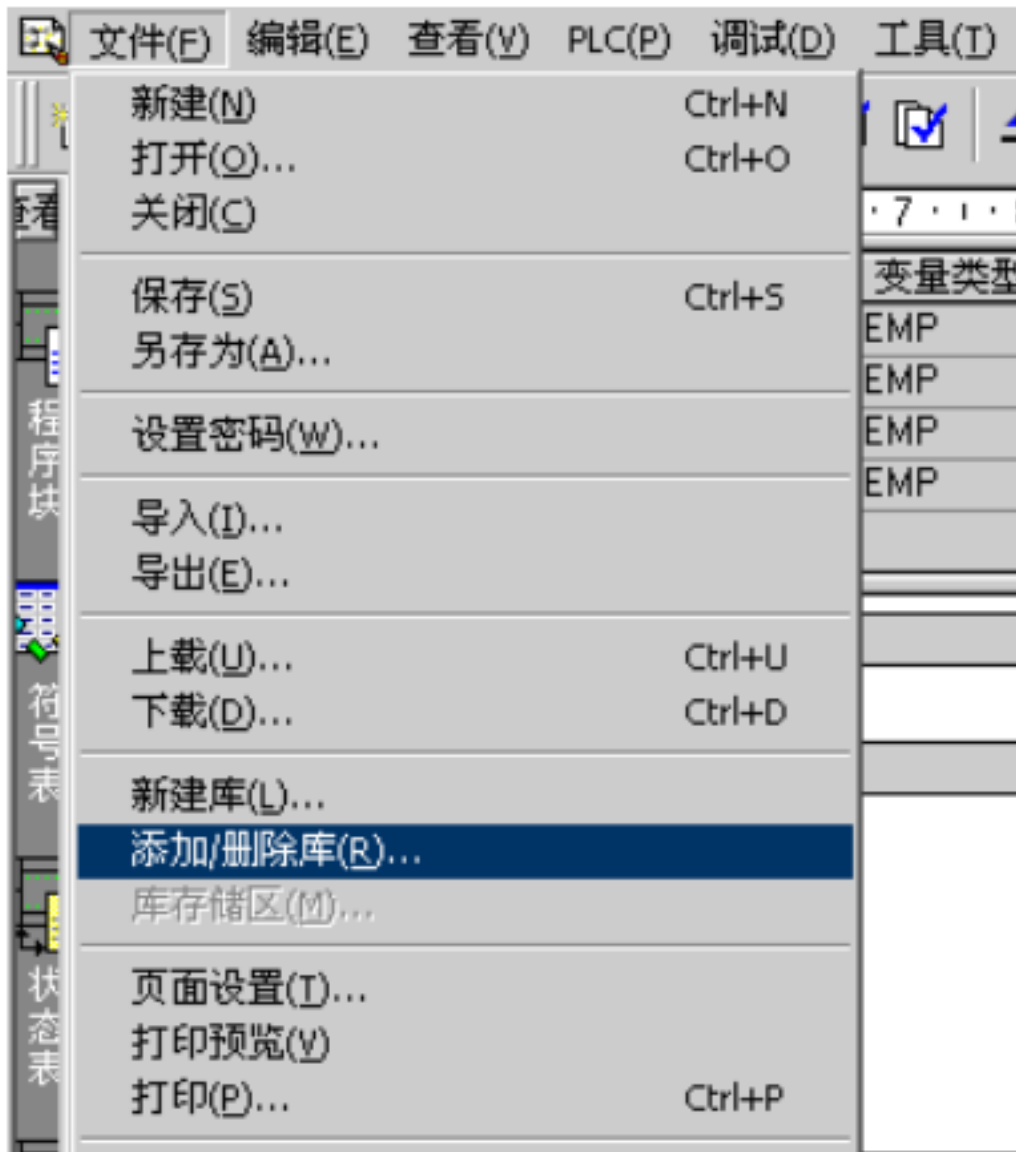 文件(F) 编辑(E) 查看(V) PLC(P) 调试(D) 工具(T)
新建(N) Ctrl+N
打开(O)... Ctrl+O
关闭(C)
查看
·7·ı·
变量类型
保存(S) Ctrl+S
EMP
另存为(A)...
EMP
设置密码(W)...
EMP
程序块
EMP
导入(I)...
导出(E)...
上载(U)... Ctrl+U
下载(D)... Ctrl+D
符号表
新建库(L)...
添加/删除库(R)...
库存储区(M)...
状态表
页面设置(T)...
打印预览(V)
打印(P)... Ctrl+P